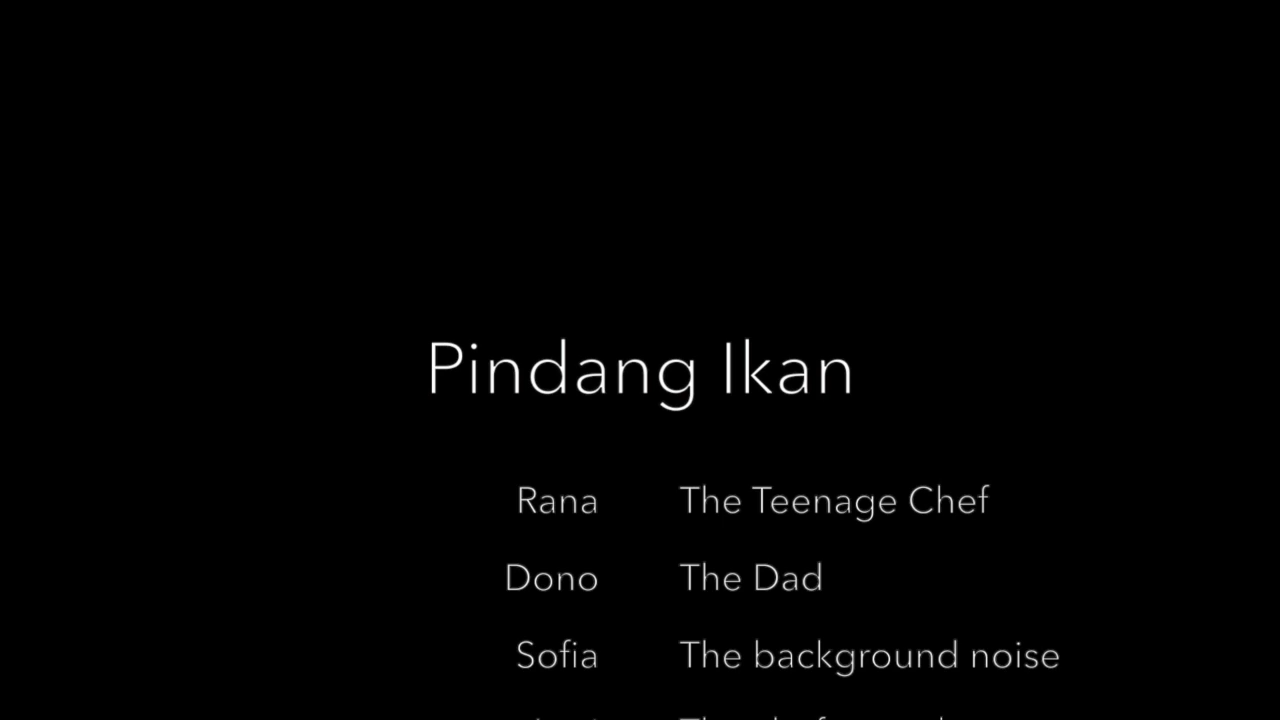 Pindang Ikan
Rana The Teenage Chef
Dono The Dad
Sofia The background noise